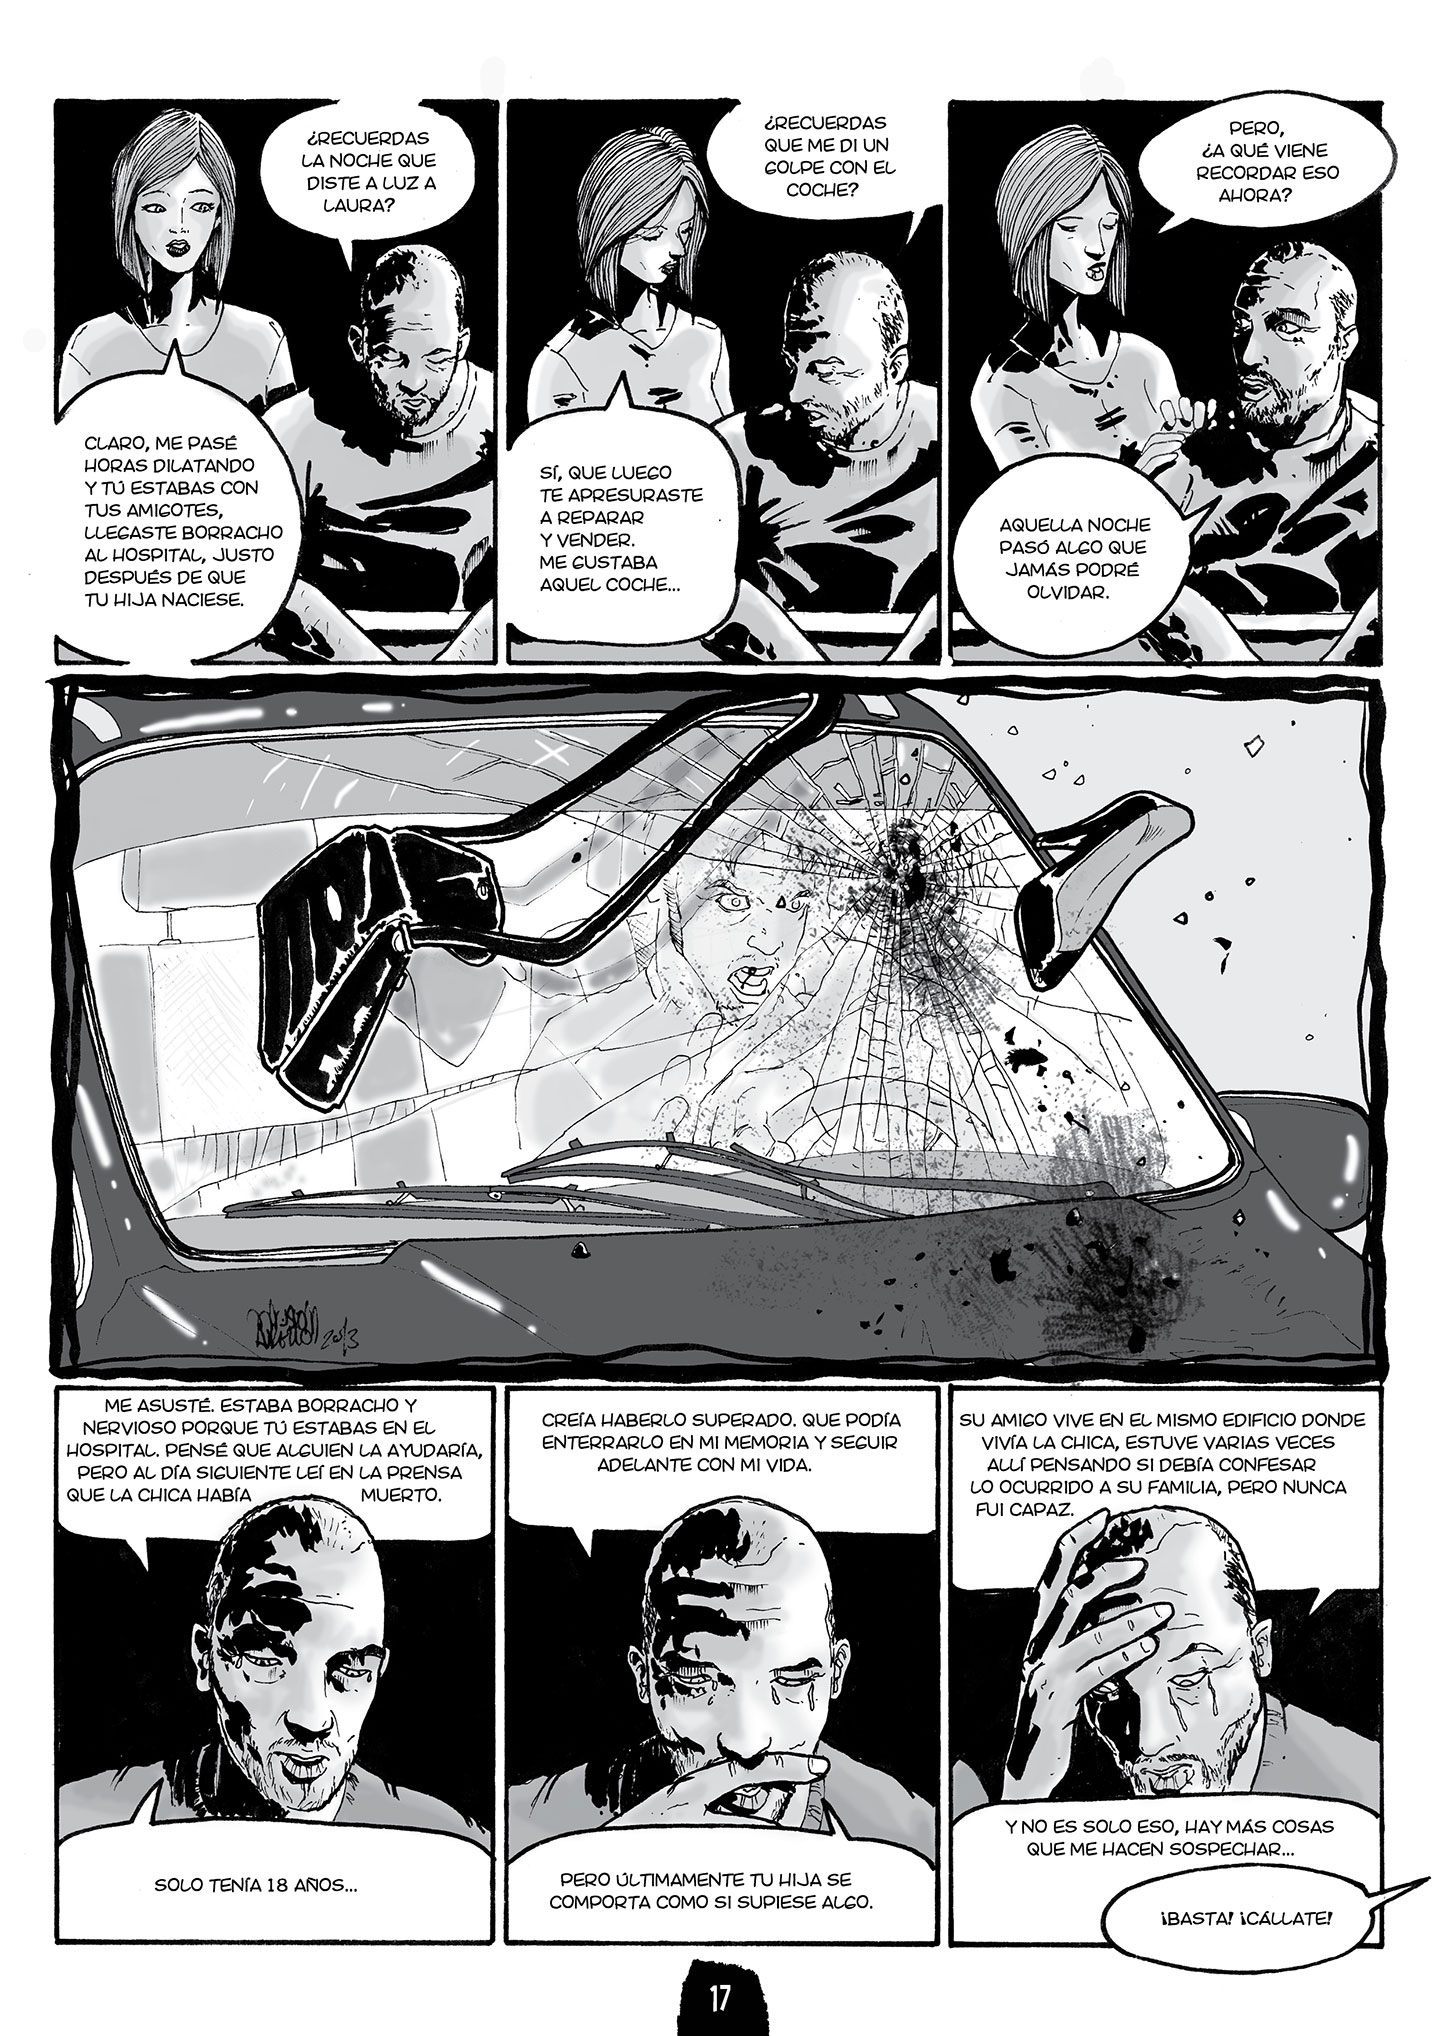 ¿RECUERDAS
LA NOCHE QUE
DISTE A LUZ A
LAURA?
CLARO, ME PASÉ
HORAS DILATANDO
Y TÚ ESTABAS CON
TUS AMIGOTES,
LLEGASTE BORRACHO
AL HOSPITAL, JUSTO
DESPUÉS DE QUE
TU HIJA NACIESE.
¿RECUERDAS
QUE ME DI UN
GOLPE CON EL
COCHE?
SÍ, QUE LUEGO
TE APRESURASTE
A REPARAR
Y VENDER.
ME GUSTABA
AQUEL COCHE...
PERO,
¿A QUÉ VIENE
RECORDAR ESO
AHORA?
AQUELLA NOCHE
PASÓ ALGO QUE
JAMÁS PODRÉ
OLVIDAR.
2013
ME ASUSTÉ. ESTABA BORRACHO Y
NERVIOSO PORQUE TÚ ESTABAS EN EL
HOSPITAL. PENSÉ QUE ALGUIEN LA AYUDARÍA,
PERO AL DÍA SIGUIENTE LEÍ EN LA PRENSA
QUE LA CHICA HABÍA MUERTO.
SOLO TENÍA 18 AÑOS...
CREÍA HABERLO SUPERADO. QUE PODÍA
ENTERRARLO EN MI MEMORIA Y SEGUIR
ADELANTE CON MI VIDA.
PERO ÚLTIMAMENTE TU HIJA SE
COMPORTA COMO SI SUPIESE ALGO.
SU AMIGO VIVE EN EL MISMO EDIFICIO DONDE
VIVÍA LA CHICA, ESTUVE VARIAS VECES
ALLÍ PENSANDO SI DEBÍA CONFESAR
LO OCURRIDO A SU FAMILIA, PERO NUNCA
FUI CAPAZ.
Y NO ES SOLO ESO, HAY MÁS COSAS
QUE ME HACEN SOSPECHAR...
¡BASTA! ¡CÁLLATE!
17